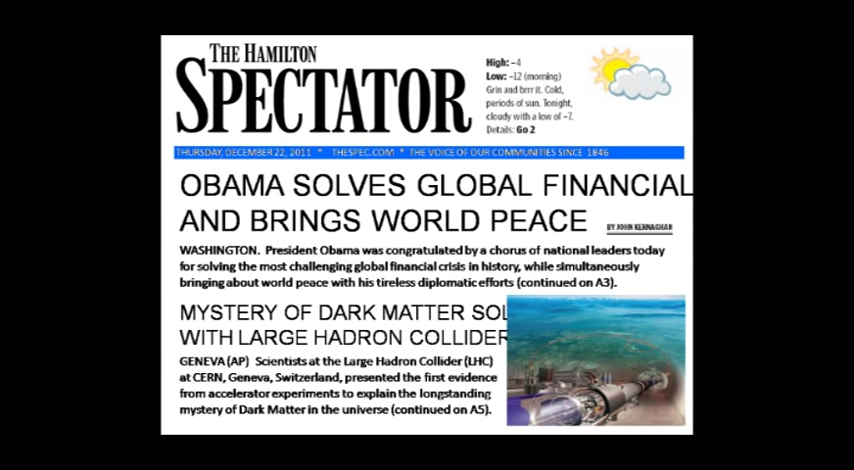 THE HAMILTON
SPECTATOR
High: –4
Low: –12 (morning)
Grin and brrr it. Cold,
periods of sun. Tonight,
cloudy with a low of –7.
Details: Go 2
THURSDAY, DECEMBER 22, 2011 * THESPEC.COM * THE VOICE OF OUR COMMUNITIES SINCE 1846
OBAMA SOLVES GLOBAL FINANCIAL
AND BRINGS WORLD PEACE
BY JOHN KERNAGHAN
WASHINGTON. President Obama was congratulated by a chorus of national leaders today
for solving the most challenging global financial crisis in history, while simultaneously
bringing about world peace with his tireless diplomatic efforts (continued on A3).
MYSTERY OF DARK MATTER SOL
WITH LARGE HADRON COLLIDER
GENEVA (AP) Scientists at the Large Hadron Collider (LHC)
at CERN, Geneva, Switzerland, presented the first evidence
from accelerator experiments to explain the longstanding
mystery of Dark Matter in the universe (continued on A5).